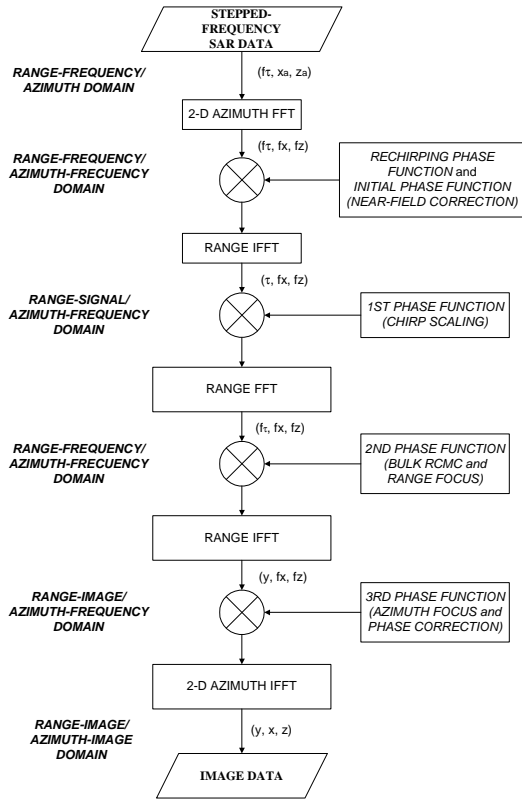 STEPPED-
FREQUENCY
SAR DATA
RANGE-FREQUENCY/
AZIMUTH DOMAIN
(fτ, xa, za)
2-D AZIMUTH FFT
RANGE-FREQUENCY/
AZIMUTH-FRECUENCY
DOMAIN
(fτ, fx, fz)
RECHIRPING PHASE
FUNCTION and
INITIAL PHASE FUNCTION
(NEAR-FIELD CORRECTION)
RANGE IFFT
(τ, fx, fz)
RANGE-SIGNAL/
AZIMUTH-FREQUENCY
DOMAIN
1ST PHASE FUNCTION
(CHIRP SCALING)
RANGE FFT
(fτ, fx, fz)
RANGE-FREQUENCY/
AZIMUTH-FRECUENCY
DOMAIN
2ND PHASE FUNCTION
(BULK RCMC and
RANGE FOCUS)
RANGE IFFT
(y, fx, fz)
RANGE-IMAGE/
AZIMUTH-FREQUENCY
DOMAIN
3RD PHASE FUNCTION
(AZIMUTH FOCUS and
PHASE CORRECTION)
2-D AZIMUTH IFFT
RANGE-IMAGE/
AZIMUTH-IMAGE
DOMAIN
(y, x, z)
IMAGE DATA